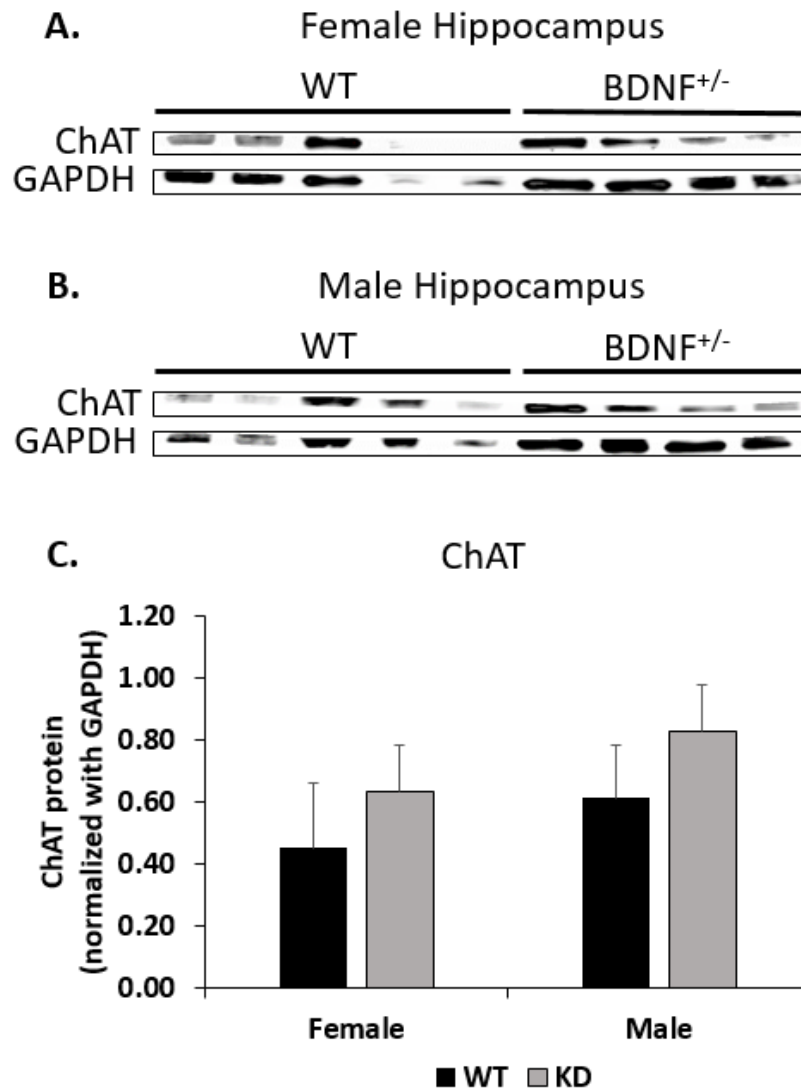 A. Female Hippocampus
WT BDNF+/-
ChAT
GAPDH
B. Male Hippocampus
WT BDNF+/-
ChAT
GAPDH
C. ChAT
ChAT protein
(normalized with GAPDH)
1.20
1.00
0.80
0.60
0.40
0.20
0.00
Female Male
WT KD